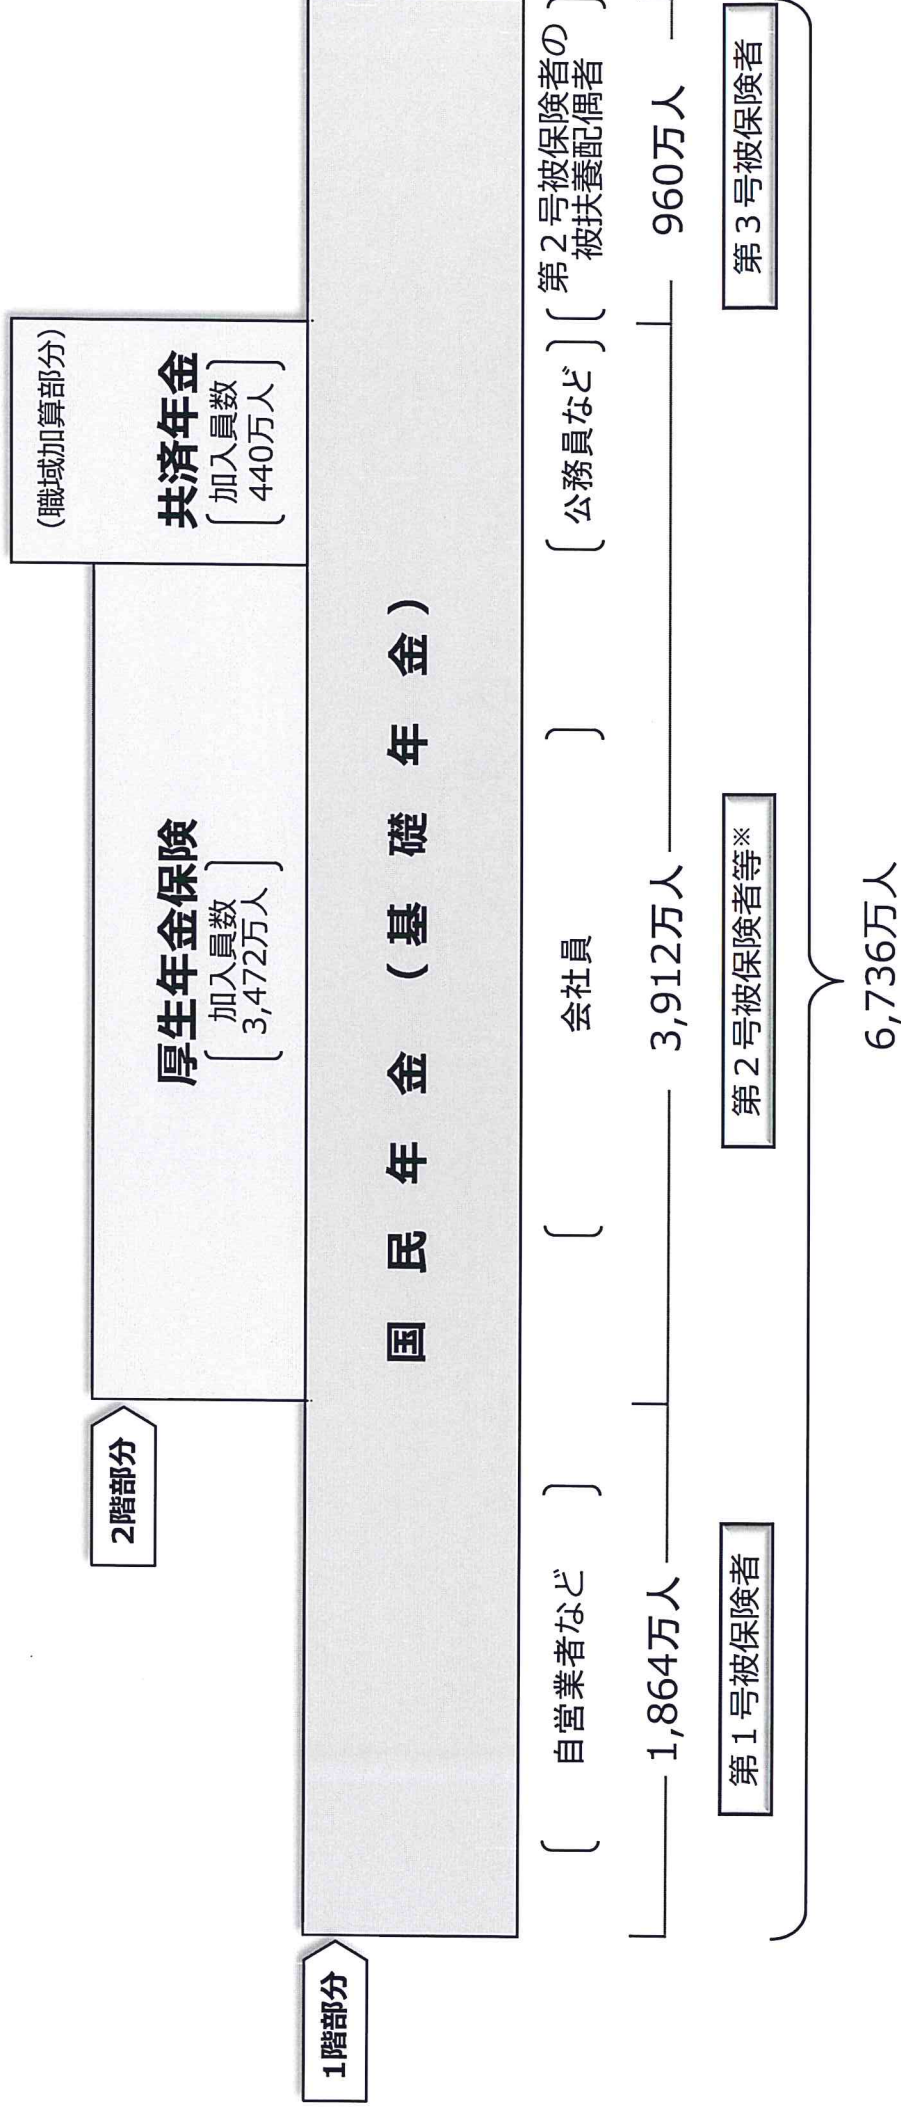 (職域加算部分)
2階部分
厚生年金保険
加入員数
3,472万人
共済年金
加入員数
440万人
1階部分
国民年金(基礎年金)
〔自営業者など〕
〔会社員〕
〔公務員など〕
〔第2号被保険者の
被扶養配偶者〕
1,864万人
3,912万人
960万人
第1号被保険者
第2号被保険者等※
第3号被保険者
6,736万人